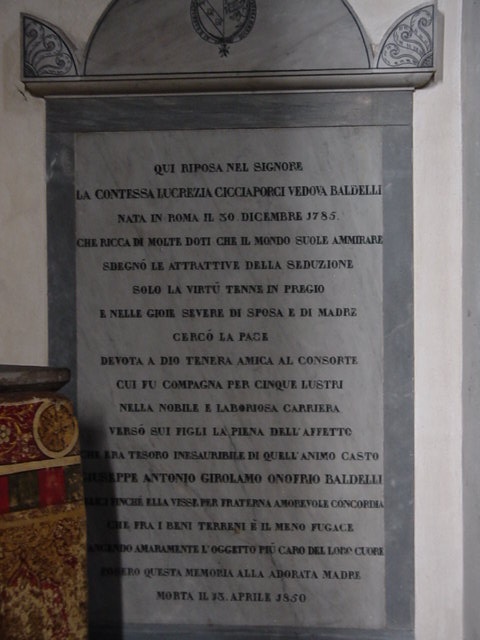 QUI RIPOSA NEL SIGNORE
LA CONTESSA LUCREZIA CICCIAPORCI VEDOVA BALDELLI
NATA IN ROMA IL 30 DICEMBRE 1785.
CHE RICCA DI MOLTE DOTI CHE IL MONDO SUOLE AMMIRARE
SDEGNÒ LE ATTRATTIVE DELLA SEDUZIONE
SOLO LA VIRTÙ TENNE IN PREGIO
E NELLE GIOIE SEVERE DI SPOSA E DI MADRE
CERCÒ LA PACE
DEVOTA A DIO TENERA AMICA AL CONSORTE
CUI FU COMPAGNA PER CINQUE LUSTRI
NELLA NOBILE E LABORIOSA CARRIERA
VERSÒ SUI FIGLI LA PIENA DELL'AFFETTO
CHE ERA TESORO INESAURIBILE DI QUELL'ANIMO CASTO
GIUSEPPE ANTONIO GIROLAMO ONOFRIO BALDELLI
FINCHÉ ELLA VISSE PER FRATERNA AMOREVOLE CONCORDIA
CHE FRA I BENI TERRENI È IL MENO FUGACE
AMARAMENTE L'OGGETTO PIÙ CARO DEL LORO CUORE
QUESTA MEMORIA ALLA ADORATA MADRE
MORTA IL 13. APRILE 1850